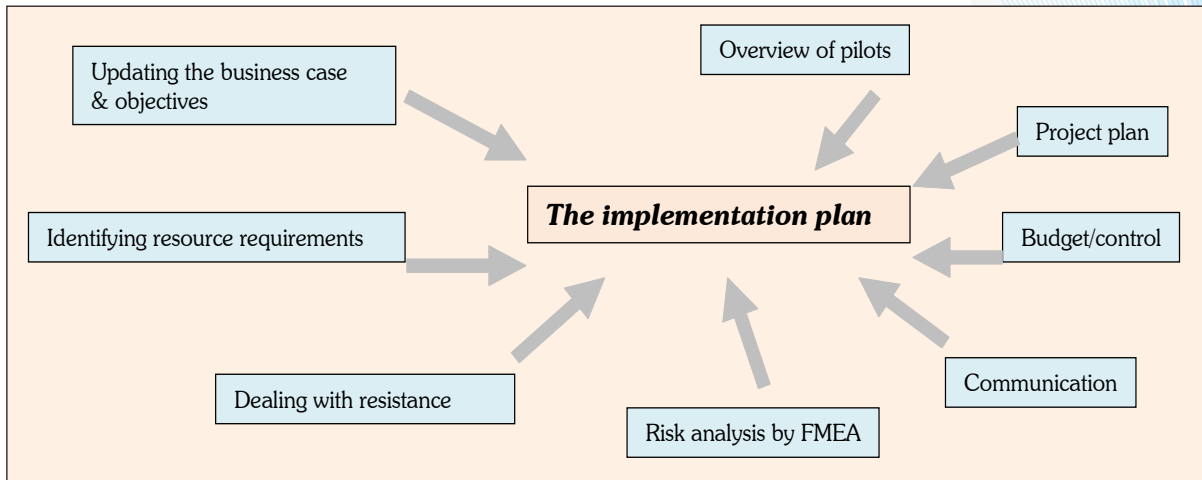 Overview of pilots
Updating the business case
& objectives
Project plan
The implementation plan
Identifying resource requirements
Budget/control
Communication
Dealing with resistance
Risk analysis by FMEA